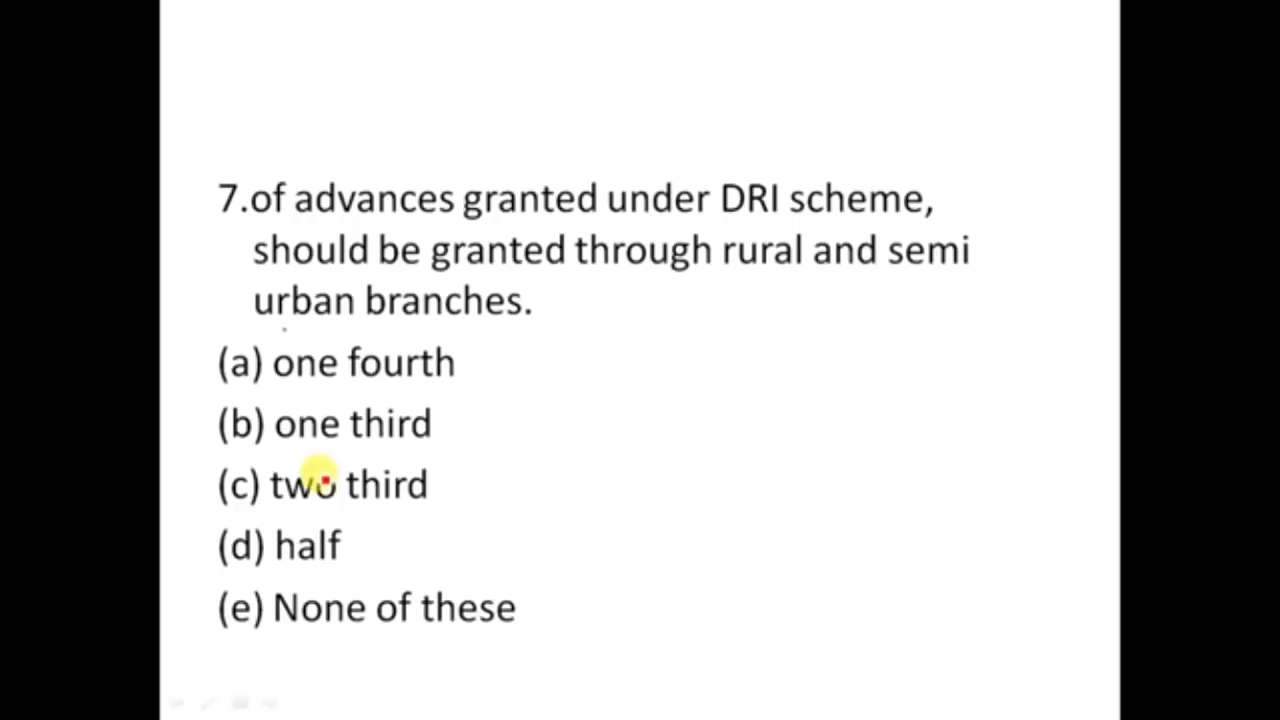 7.of advances granted under DRI scheme,
should be granted through rural and semi
urban branches.
(a) one fourth
(b) one third
(c) two third
(d) half
(e) None of these